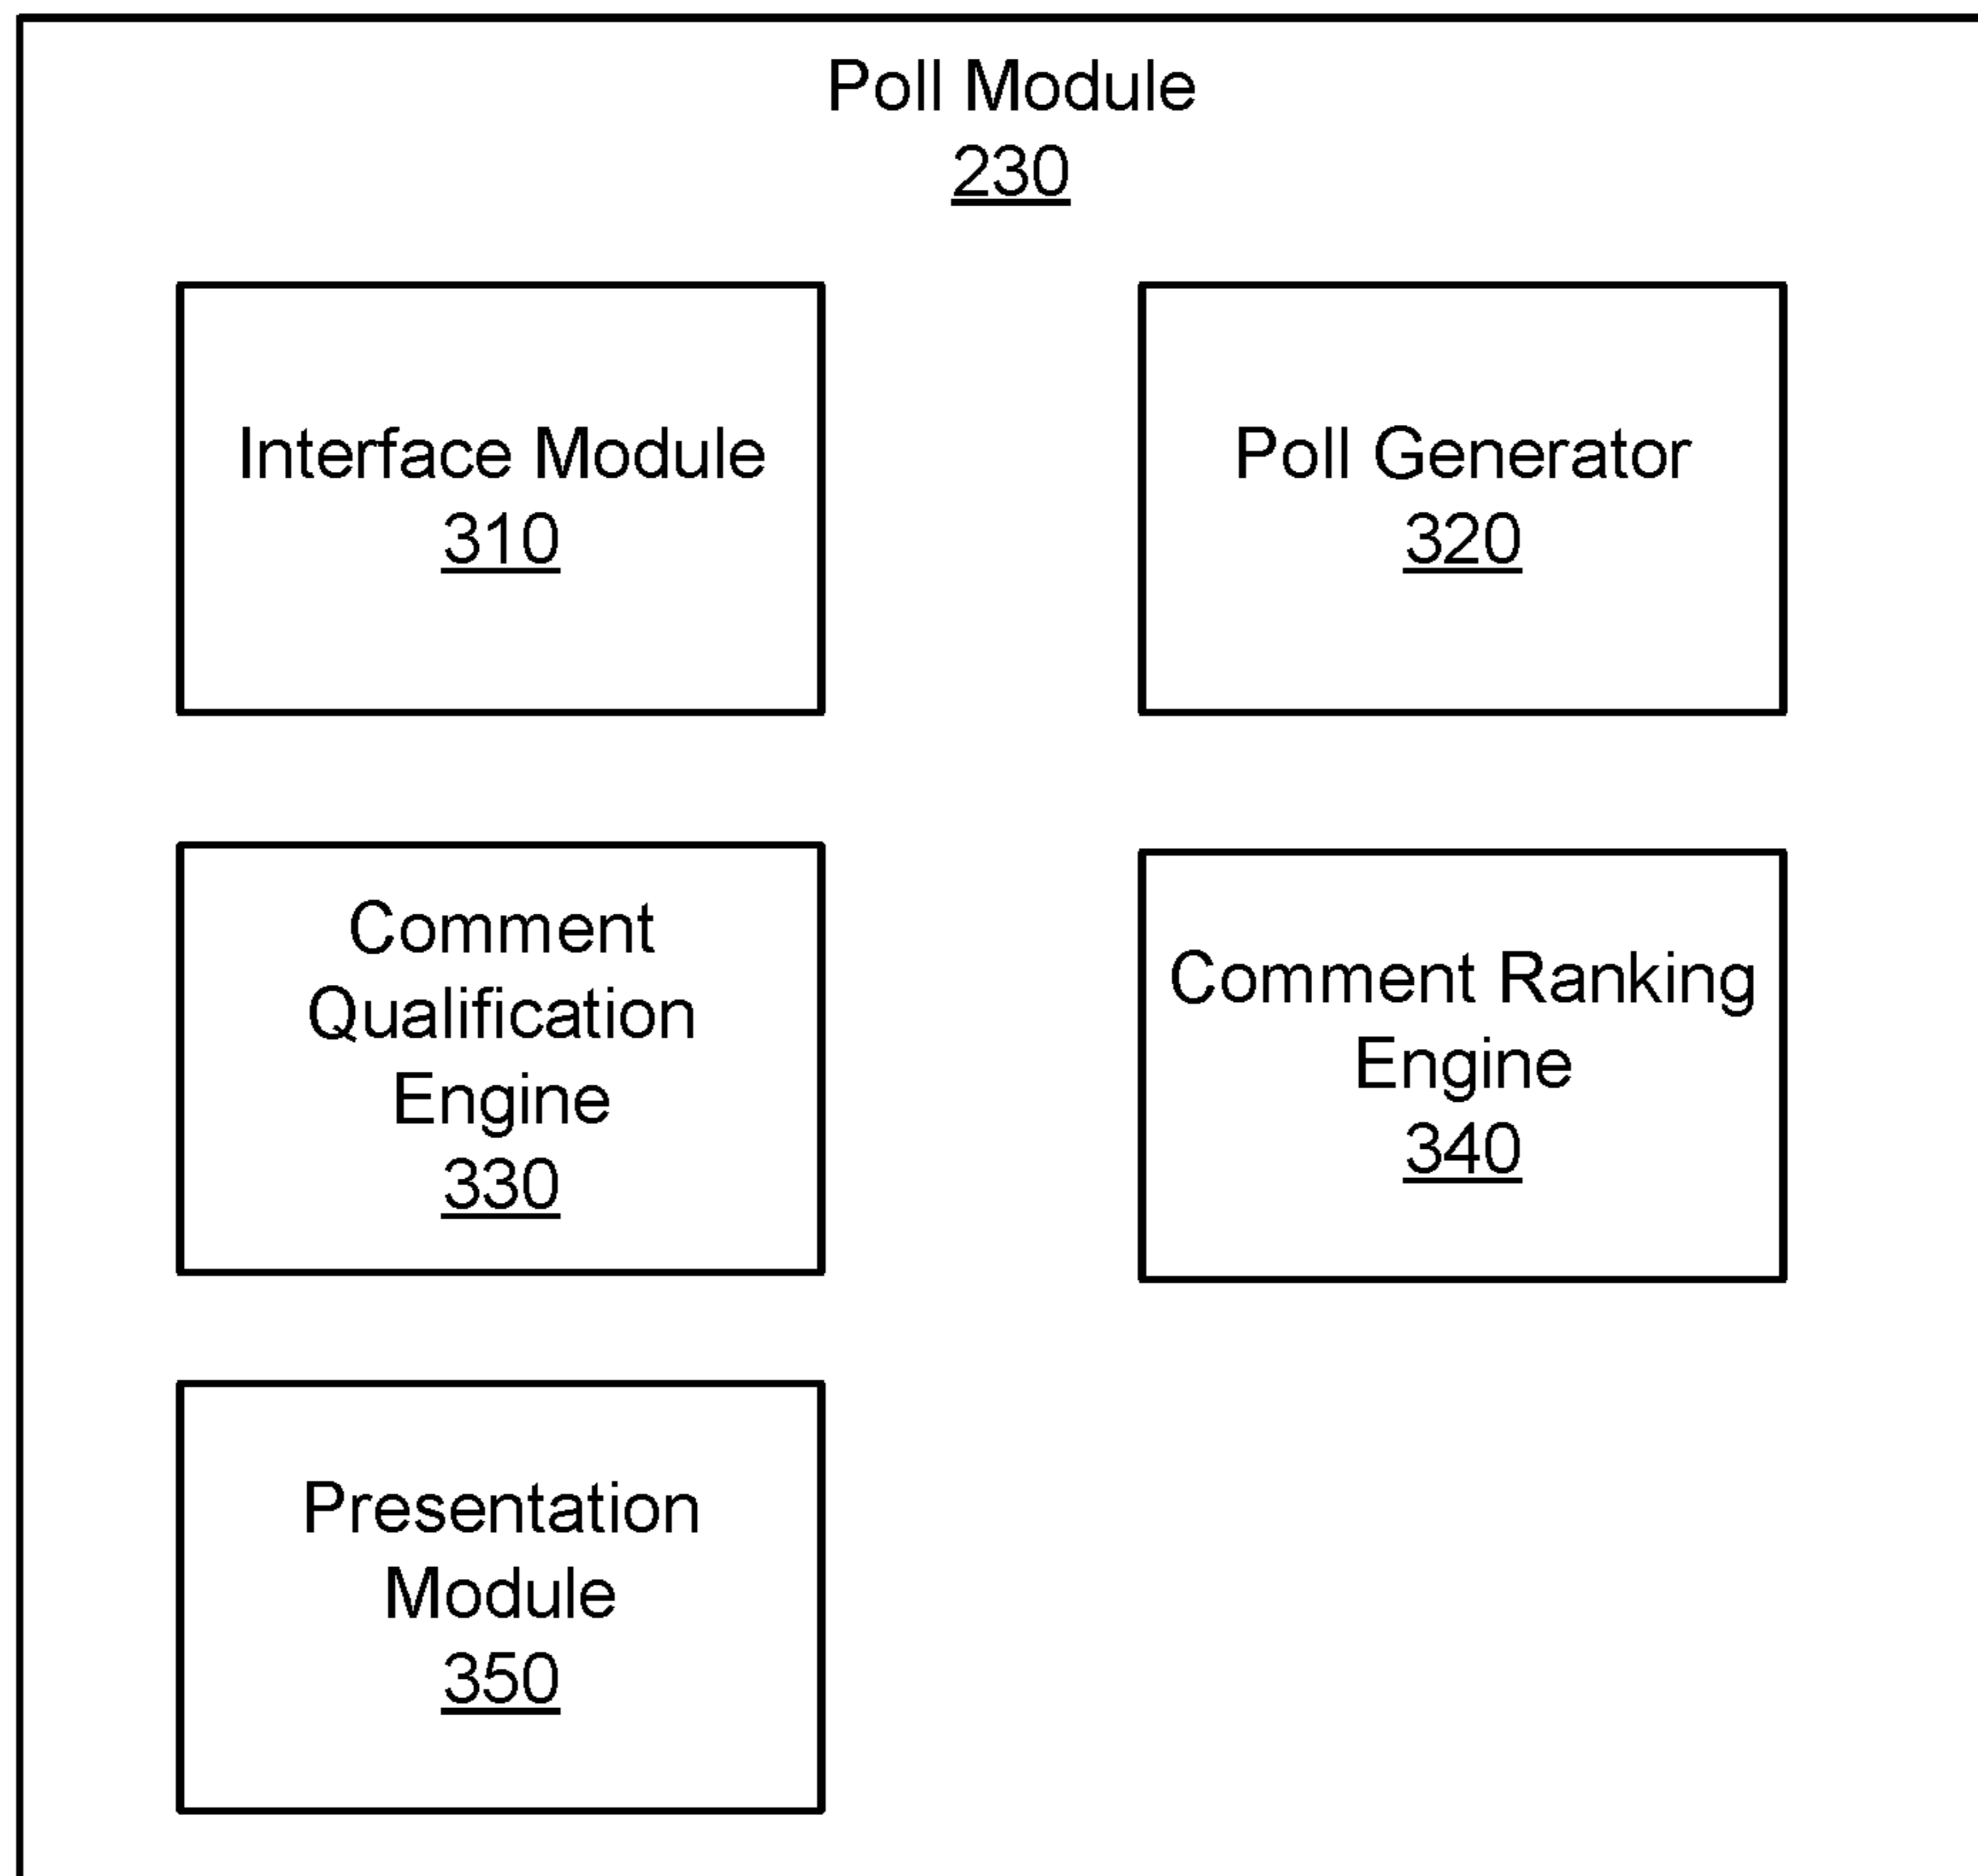 Poll Module
230
Interface Module
310
Poll Generator
320
Comment
Qualification
Engine
330
Comment Ranking
Engine
340
Presentation
Module
350